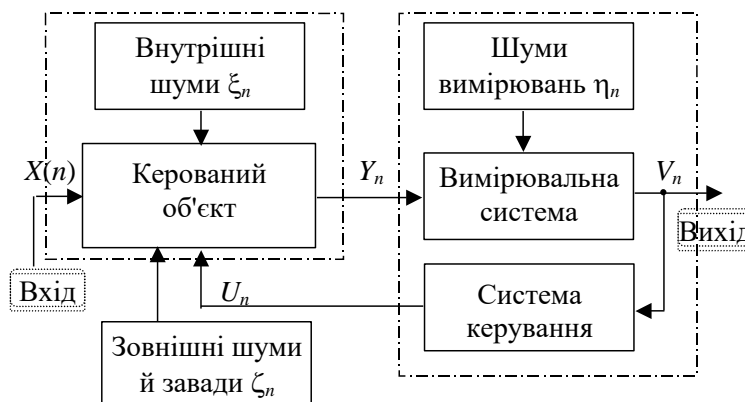 Внутрішні
шуми ξn
Шуми
вимірювань ηn
X(n)
Керований
об'єкт
Yn
Вимірювальна
система
Vn
Вихід
Вхід
Un
Система
керування
Зовнішні шуми
й завади ζn